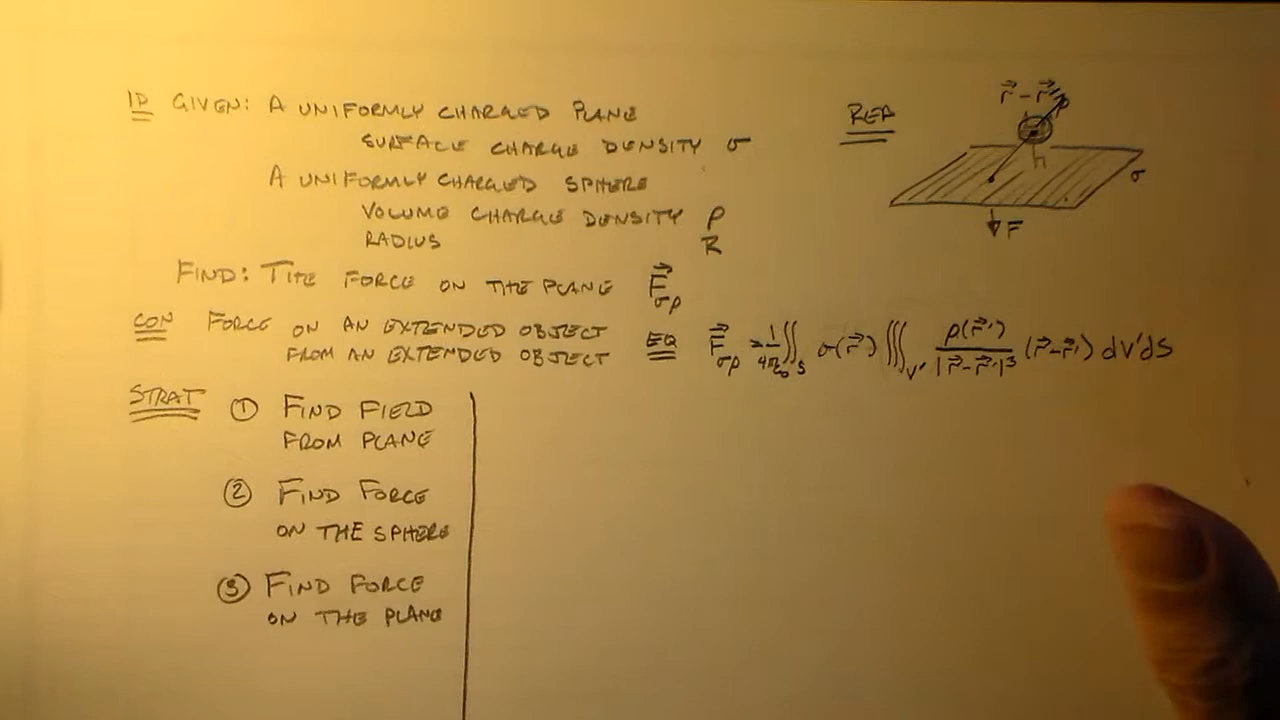 ID GIVEN: A UNIFORMLY CHARGED PLANE
SURFACE CHARGE DENSITY σ
A UNIFORMLY CHARGED SPHERE
VOLUME CHARGE DENSITY ρ
RADIUS R
FIND: THE FORCE ON THE PLANE F⃗σρ
REP
r⃗ - r⃗'
ρ
h
σ
F
CON FORCE ON AN EXTENDED OBJECT
FROM AN EXTENDED OBJECT
EQ F⃗σρ = 1/4πε₀ ∬S σ(r⃗) ∭V' ρ(r⃗')/|r⃗-r⃗'|³ (r⃗-r⃗') dV'dS
STRAT ① FIND FIELD
FROM PLANE
② FIND FORCE
ON THE SPHERE
③ FIND FORCE
ON THE PLANE